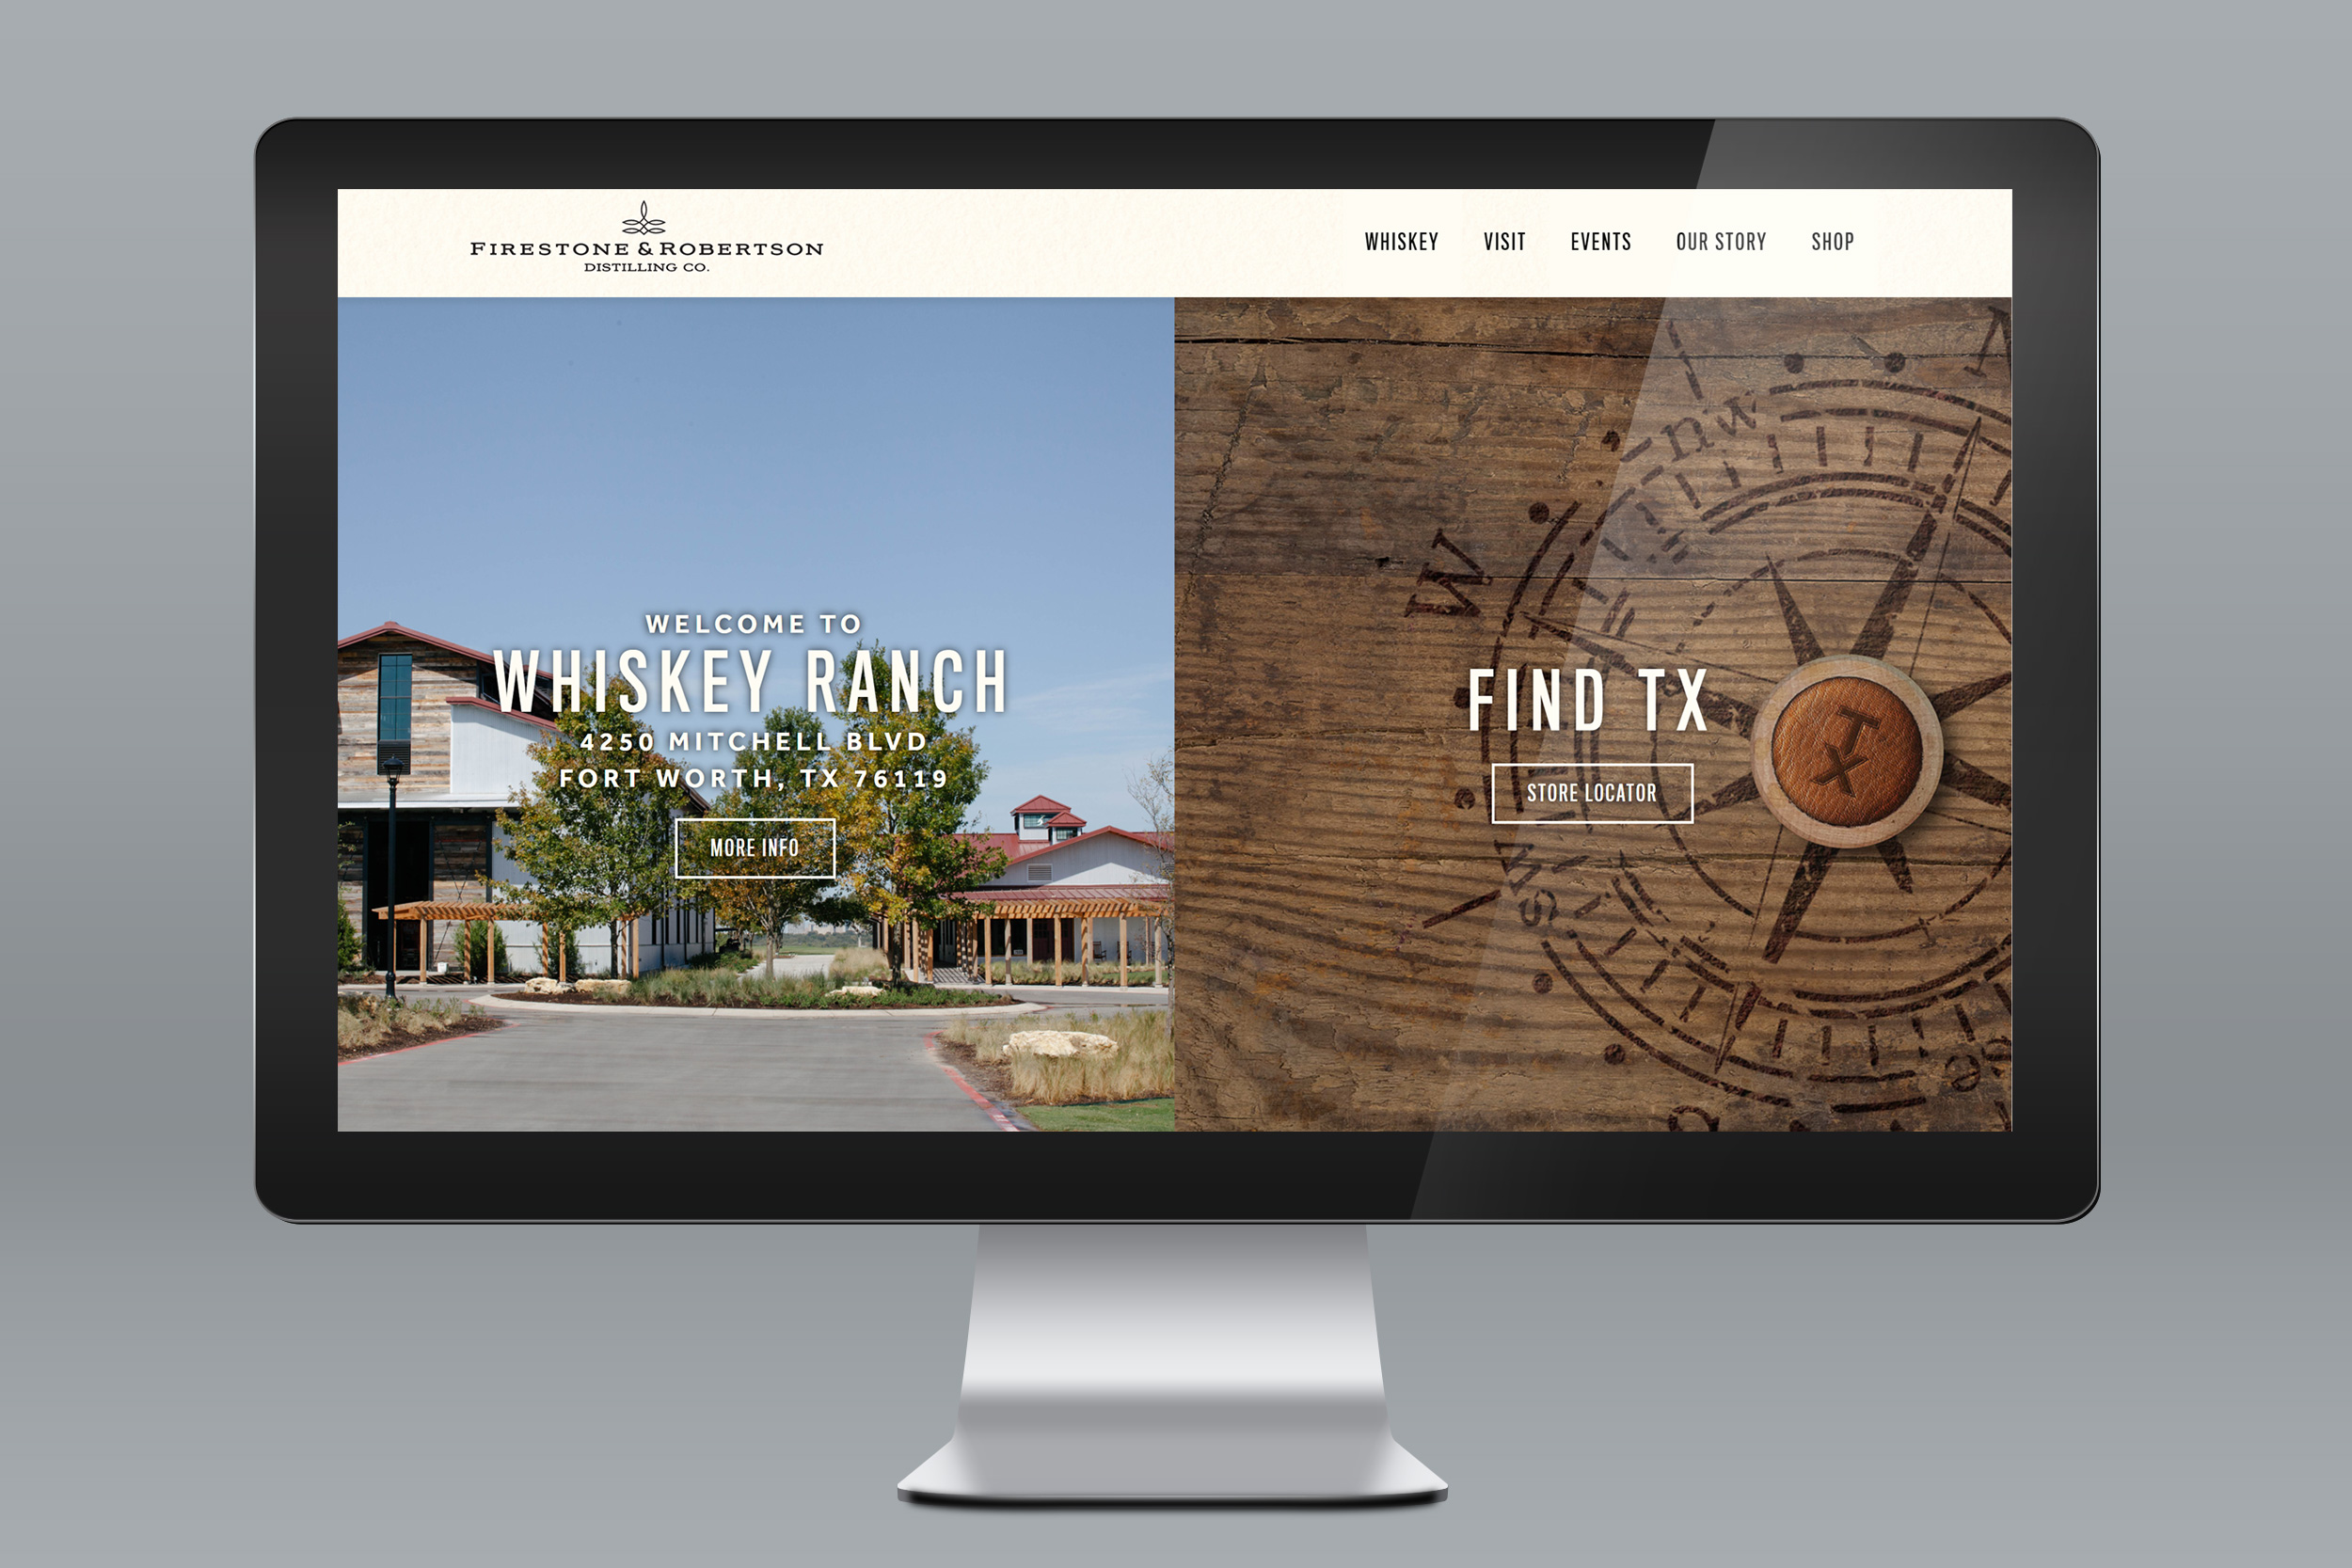 FIRESTONE & ROBERTSON
DISTILLING CO.
WHISKEY VISIT EVENTS OUR STORY SHOP
WELCOME TO
WHISKEY RANCH
4250 MITCHELL BLVD
FORT WORTH, TX 76119
MORE INFO
FIND TX
STORE LOCATOR
TX
nw
W
sw